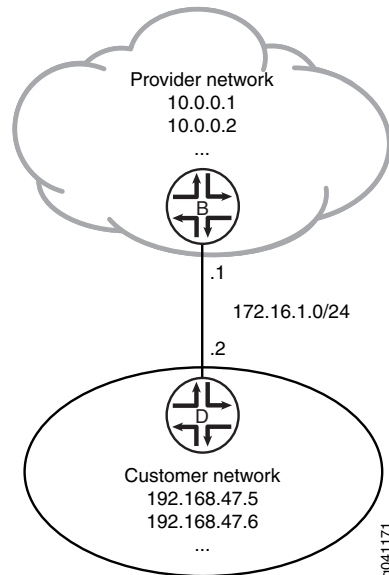 Provider network
10.0.0.1
10.0.0.2
...
B
.1
172.16.1.0/24
.2
D
Customer network
192.168.47.5
192.168.47.6
...
g041171